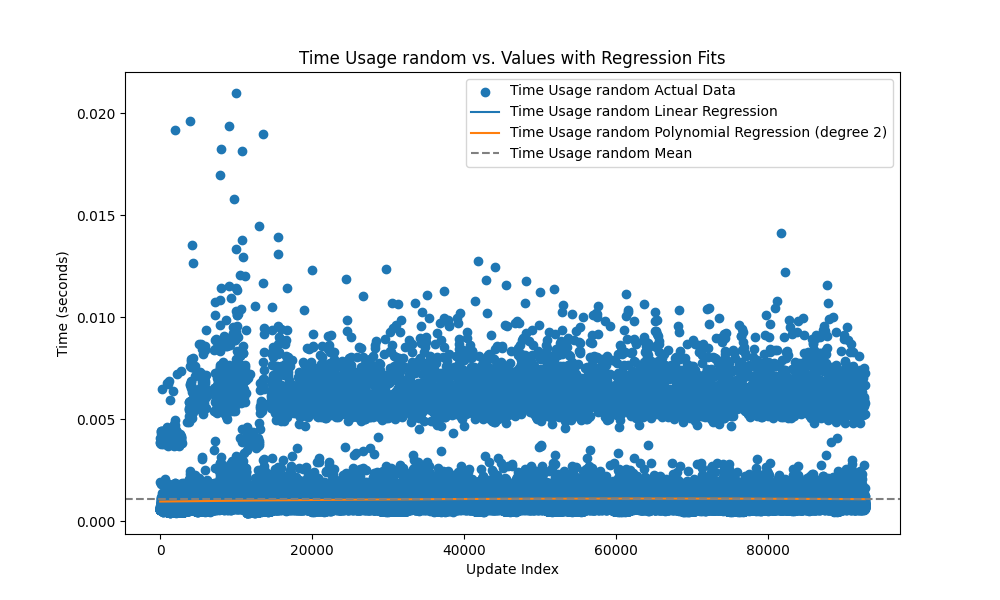 Time Usage random vs. Values with Regression Fits
Time Usage random Actual Data
Time Usage random Linear Regression
Time Usage random Polynomial Regression (degree 2)
Time Usage random Mean
Time (seconds)
0.020
0.015
0.010
0.005
0.000
0
20000
40000
60000
80000
Update Index